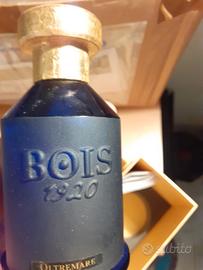 BOIS
1920
OLTREMARE
subito